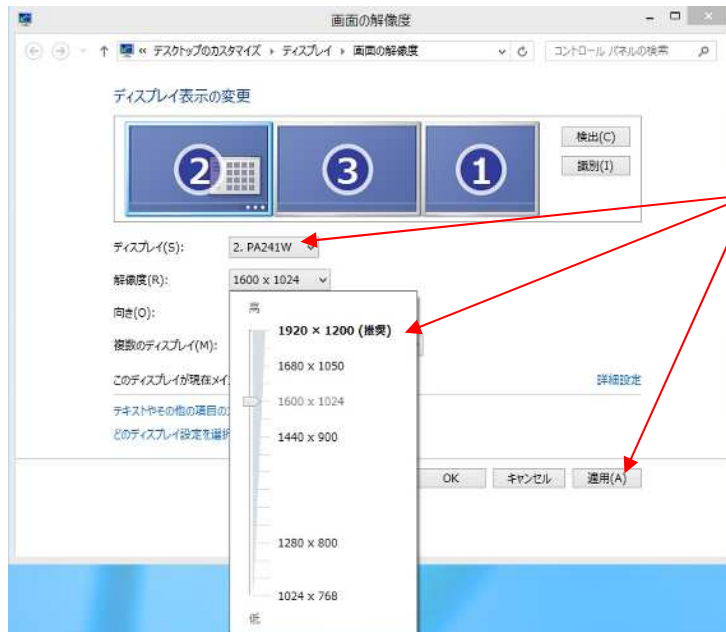 画面の解像度
« デスクトップのカスタマイズ › ディスプレイ › 画面の解像度
コントロール パネルの検索
ディスプレイ表示の変更
2
3
1
検出(C)
識別(I)
ディスプレイ(S):
2. PA241W
解像度(R):
1600 x 1024
向き(O):
高
1920 × 1200 (推奨)
複数のディスプレイ(M):
1680 x 1050
このディスプレイが現在メイ
詳細設定
1600 x 1024
テキストやその他の項目の
どのディスプレイ設定を選択
1440 x 900
OK
キャンセル
適用(A)
1280 x 800
1024 x 768
低